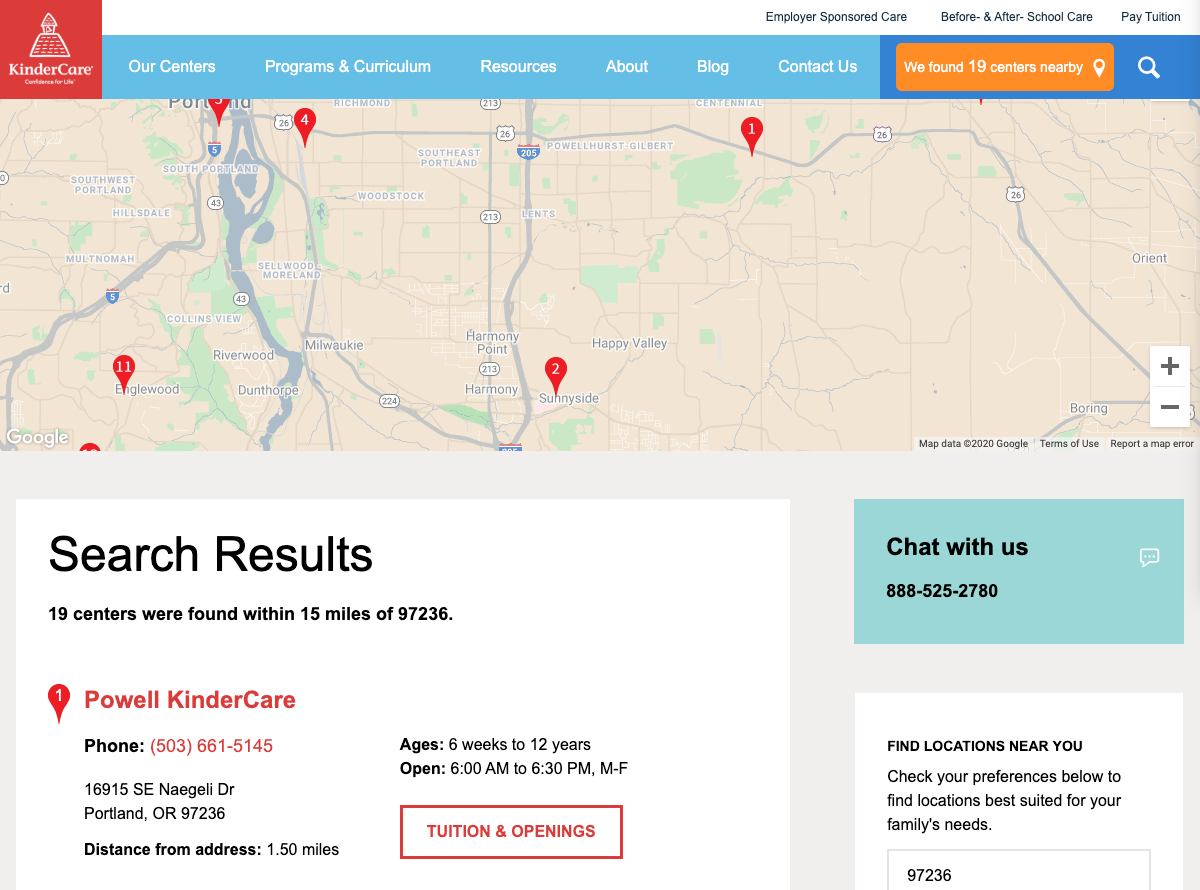 Employer Sponsored Care
Before- & After- School Care
Pay Tuition
KinderCare
Confidence for Life
Our Centers
Programs & Curriculum
Resources
About
Blog
Contact Us
We found 19 centers nearby
Portland
RICHMOND
213
CENTENNIAL
26
4
26
5
205
SOUTHEAST
PORTLAND
POWELLHURST-GILBERT
1
26
SOUTH PORTLAND
SOUTHWEST
PORTLAND
WOODSTOCK
26
HILLSDALE
43
213
LENTS
MULTNOMAH
SELLWOOD
MORELAND
Orient
5
43
COLLINS VIEW
Harmony
Point
Milwaukie
Happy Valley
Riverwood
11
213
2
Englewood
Dunthorpe
Harmony
Sunnyside
224
Boring
Google
Map data ©2020 Google
Terms of Use
Report a map error
Search Results
19 centers were found within 15 miles of 97236.
1
Powell KinderCare
Phone: (503) 661-5145
16915 SE Naegeli Dr
Portland, OR 97236
Distance from address: 1.50 miles
Ages: 6 weeks to 12 years
Open: 6:00 AM to 6:30 PM, M-F
TUITION & OPENINGS
Chat with us
888-525-2780
FIND LOCATIONS NEAR YOU
Check your preferences below to
find locations best suited for your
family's needs.
97236